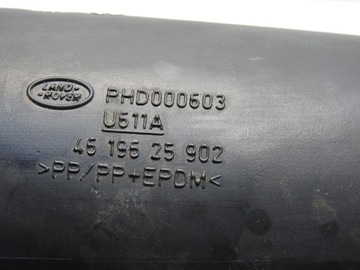 LAND-
-ROVER
PHD000603
U611A
46 196 25 902
>PP/PP+EPDM<